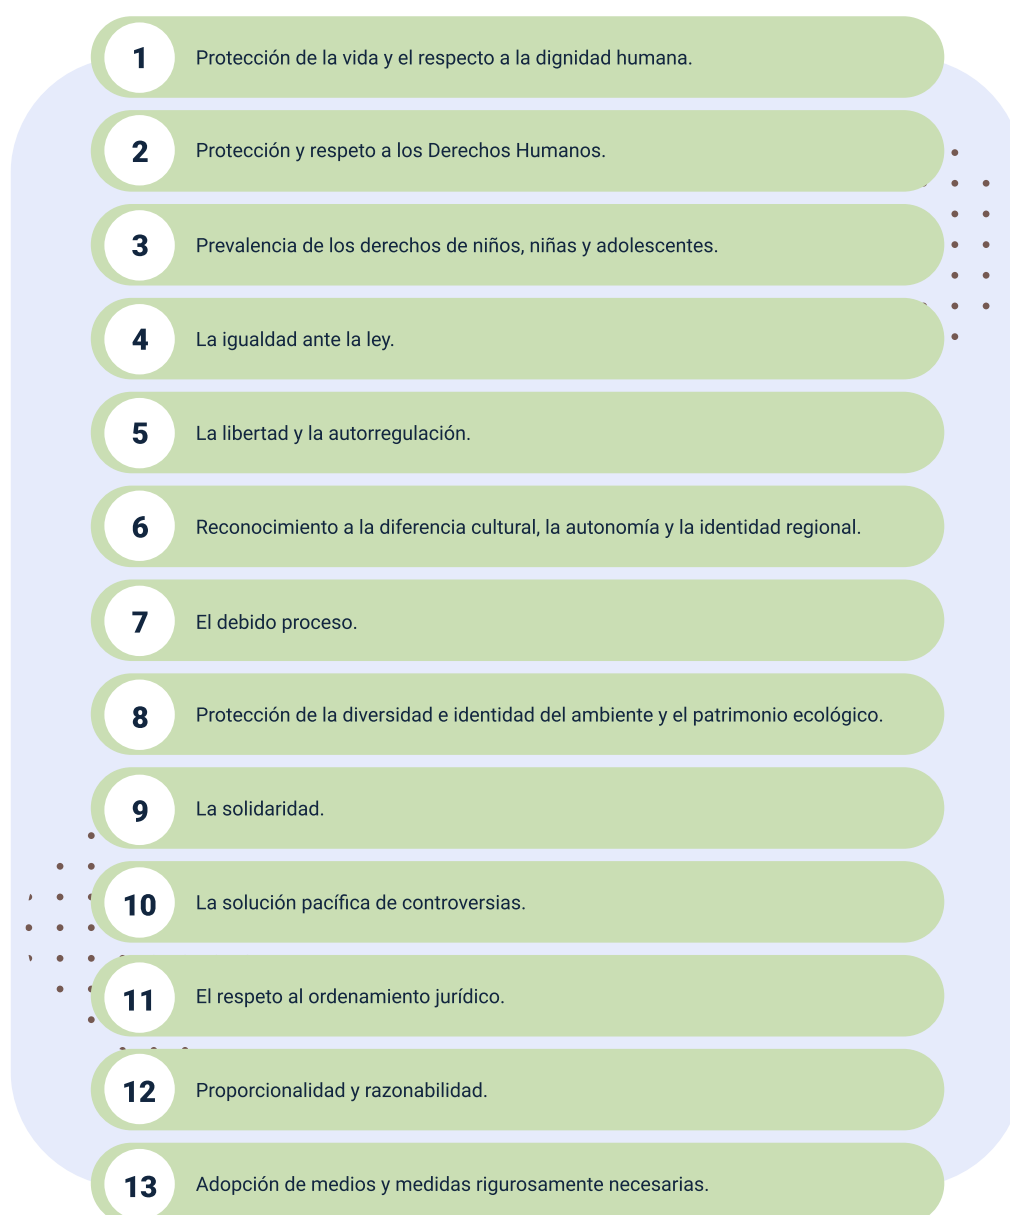 1 Protección de la vida y el respecto a la dignidad humana.
2 Protección y respeto a los Derechos Humanos.
3 Prevalencia de los derechos de niños, niñas y adolescentes.
4 La igualdad ante la ley.
5 La libertad y la autorregulación.
6 Reconocimiento a la diferencia cultural, la autonomía y la identidad regional.
7 El debido proceso.
8 Protección de la diversidad e identidad del ambiente y el patrimonio ecológico.
9 La solidaridad.
10 La solución pacífica de controversias.
11 El respeto al ordenamiento jurídico.
12 Proporcionalidad y razonabilidad.
13 Adopción de medios y medidas rigurosamente necesarias.